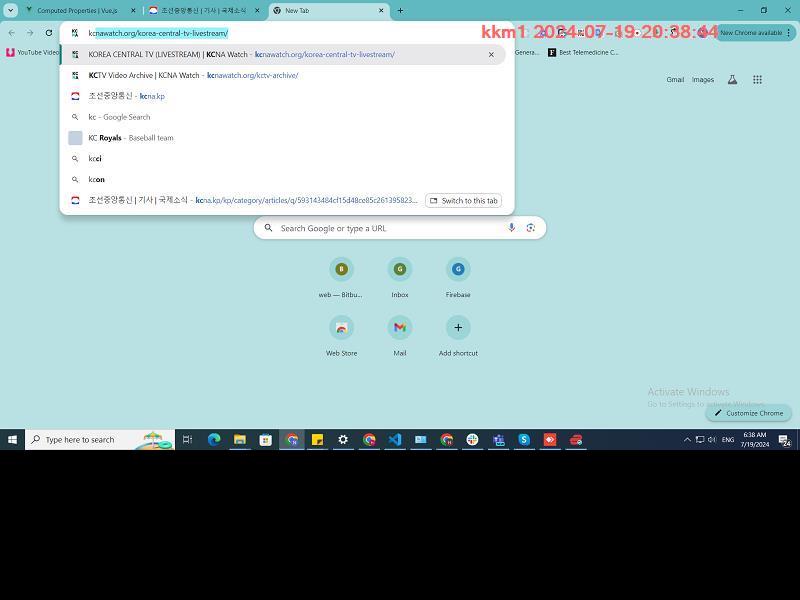 Computed Properties | Vue.js
조선중앙통신 | 기사 | 국제소식
New Tab
kcnawatch.org/korea-central-tv-livestream/
kkm1 2024-07-19-20:38:44
New Chrome available
YouTube Video
KOREA CENTRAL TV (LIVESTREAM) | KCNA Watch - kcnawatch.org/korea-central-tv-livestream/
Genera...
Best Telemedicine C...
KCTV Video Archive | KCNA Watch - kcnawatch.org/kctv-archive/
Gmail Images
조선중앙통신 - kcna.kp
kc - Google Search
KC Royals - Baseball team
kcci
kcon
조선중앙통신 | 기사 | 국제소식 - kcna.kp/kp/category/articles/q/593143484cf15d48ce85c261395823...
Switch to this tab
Search Google or type a URL
B G G
web — Bitbu... Inbox Firebase
Web Store Mail Add shortcut
Activate Windows
Go to Settings to activate Windows.
Customize Chrome
Type here to search
ENG
6:38 AM
7/19/2024
24